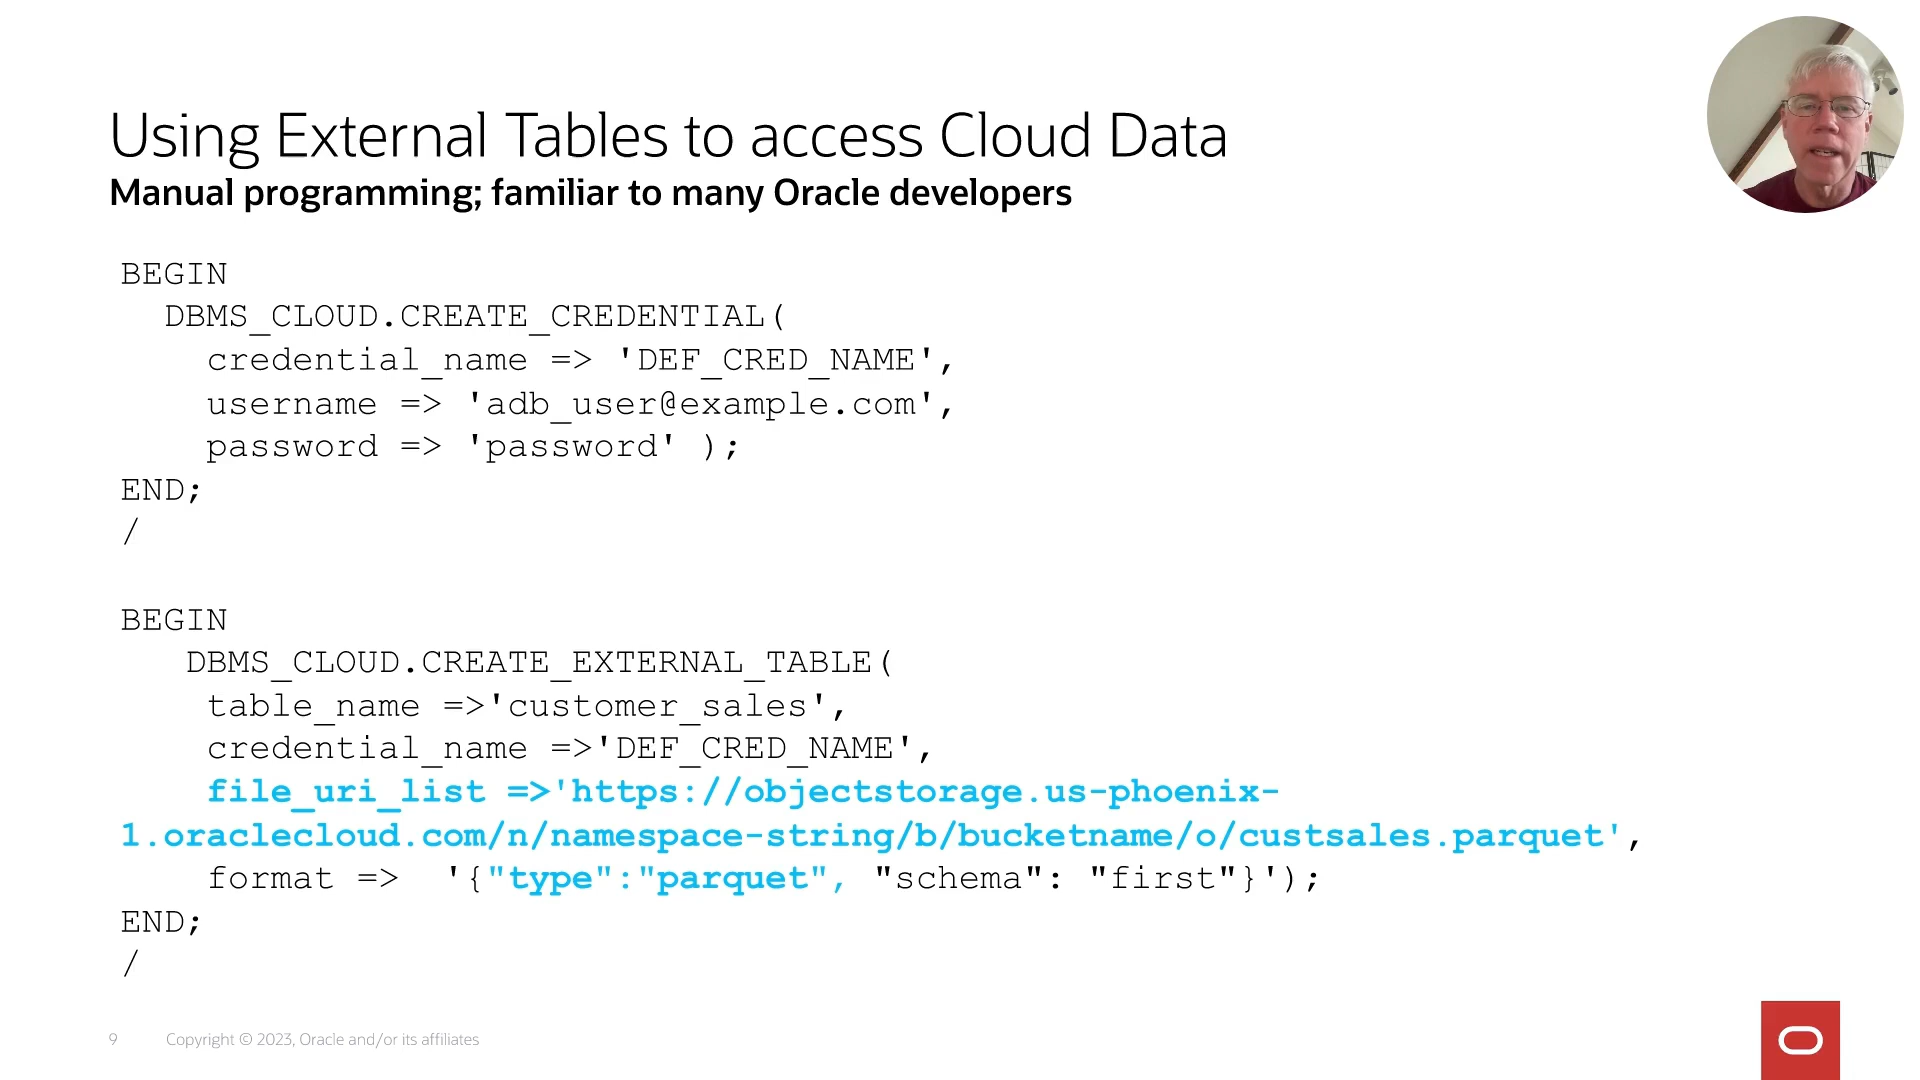 Using External Tables to access Cloud Data
Manual programming; familiar to many Oracle developers
BEGIN
DBMS_CLOUD.CREATE_CREDENTIAL(
credential_name => 'DEF_CRED_NAME',
username => 'adb_user@example.com',
password => 'password' );
END;
/
BEGIN
DBMS_CLOUD.CREATE_EXTERNAL_TABLE(
table_name =>'customer_sales',
credential_name =>'DEF_CRED_NAME',
file_uri_list =>'https://objectstorage.us-phoenix-
1.oraclecloud.com/n/namespace-string/b/bucketname/o/custsales.parquet',
format => '{"type":"parquet", "schema": "first"}');
END;
/
9 Copyright © 2023, Oracle and/or its affiliates